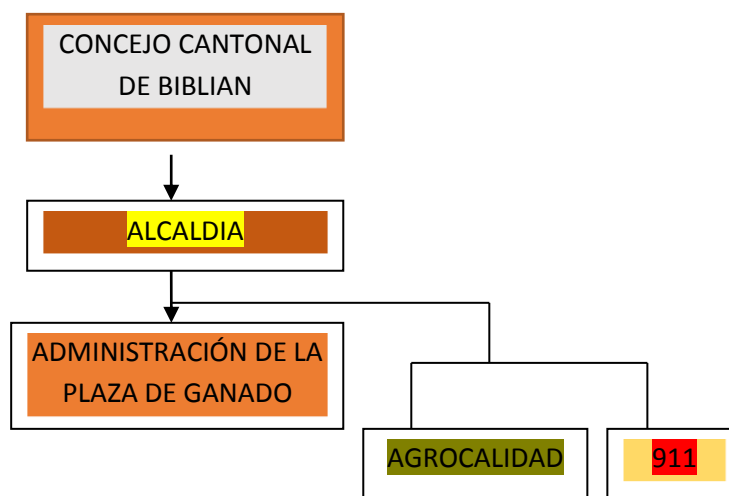 CONCEJO CANTONAL
DE BIBLIAN
ALCALDIA
ADMINISTRACIÓN DE LA
PLAZA DE GANADO
AGROCALIDAD
911